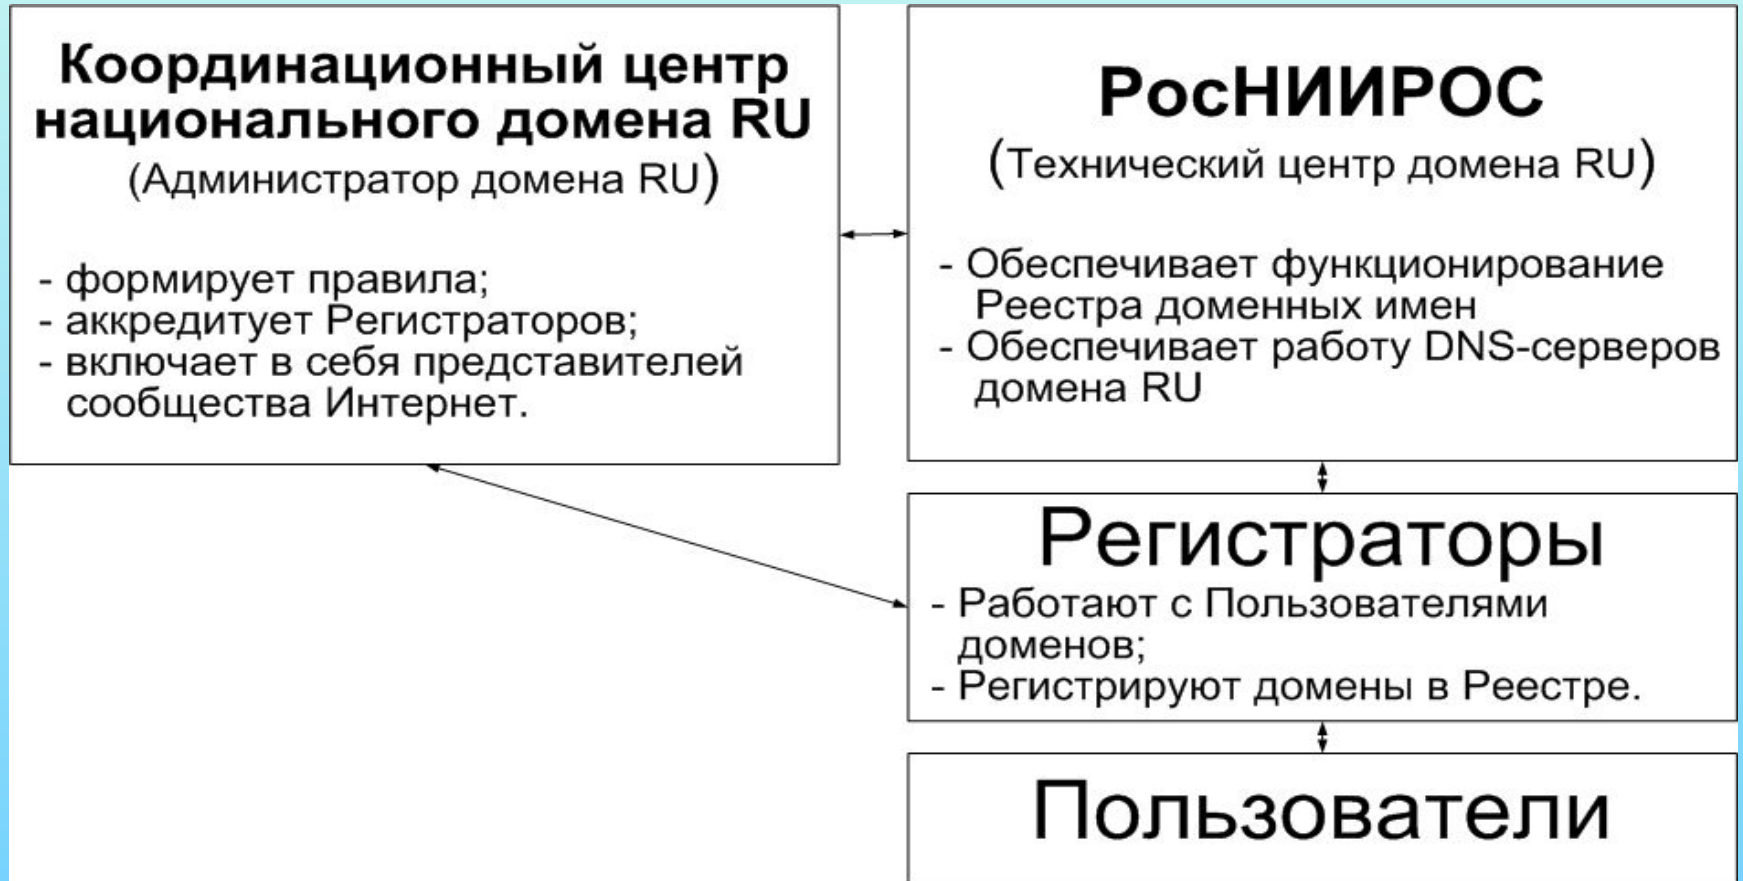 Координационный центр
национального домена RU
(Администратор домена RU)
- формирует правила;
- аккредитует Регистраторов;
- включает в себя представителей
сообщества Интернет.
РосНИИРОС
(Технический центр домена RU)
- Обеспечивает функционирование
Реестра доменных имен
- Обеспечивает работу DNS-серверов
домена RU
Регистраторы
- Работают с Пользователями
доменов;
- Регистрируют домены в Реестре.
Пользователи